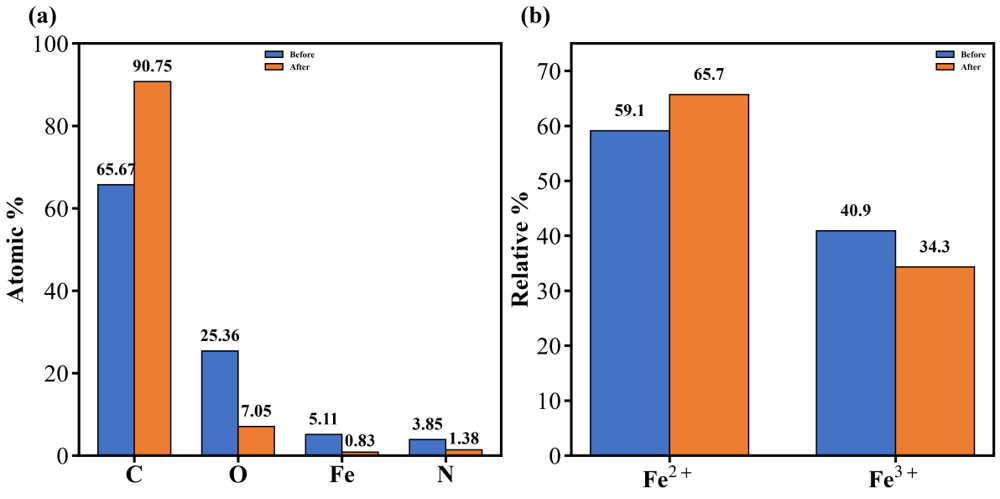 (a)
Atomic %
100
80
60
40
20
0
Before
After
65.67
90.75
25.36
7.05
5.11
0.83
3.85
1.38
C O Fe N
(b)
Relative %
70
60
50
40
30
20
10
0
Before
After
59.1
65.7
40.9
34.3
Fe²⁺ Fe³⁺